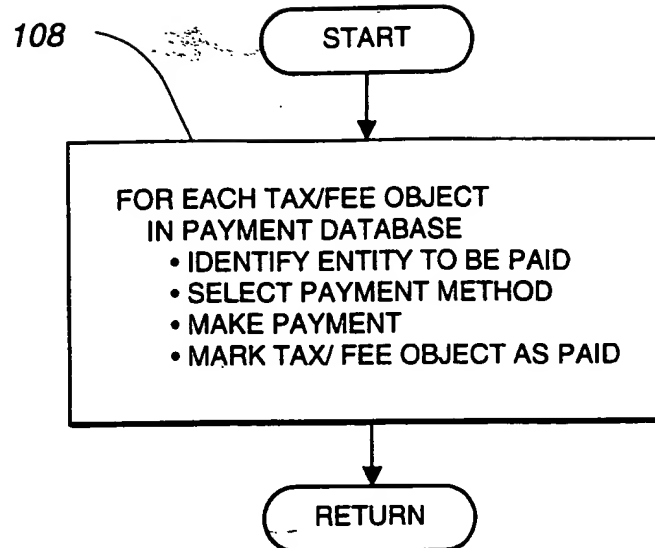 108
START
FOR EACH TAX/FEE OBJECT
IN PAYMENT DATABASE
• IDENTIFY ENTITY TO BE PAID
• SELECT PAYMENT METHOD
• MAKE PAYMENT
• MARK TAX/ FEE OBJECT AS PAID
RETURN